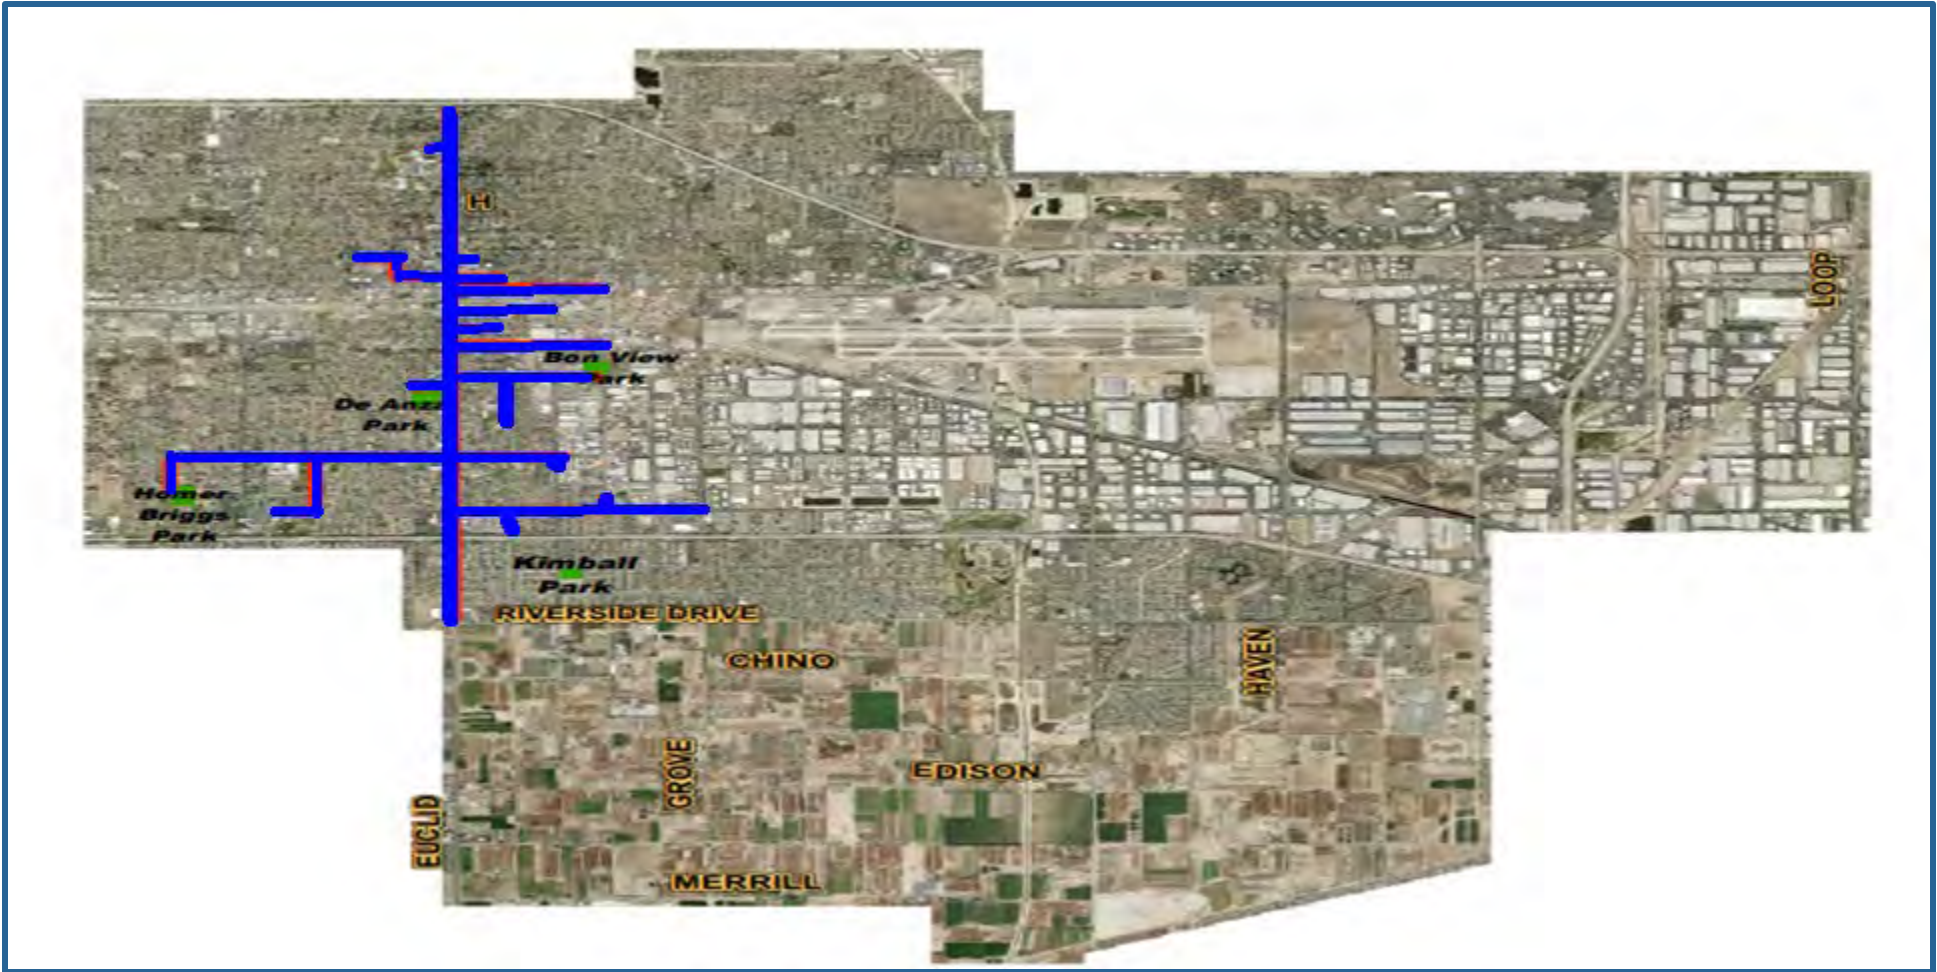 H
LOOP
Bon View
ark
De Anza
Park
Homer
Briggs
Park
Kimball
Park
RIVERSIDE DRIVE
CHINO
HAVEN
GROVE
EDISON
EUCLID
MERRILL